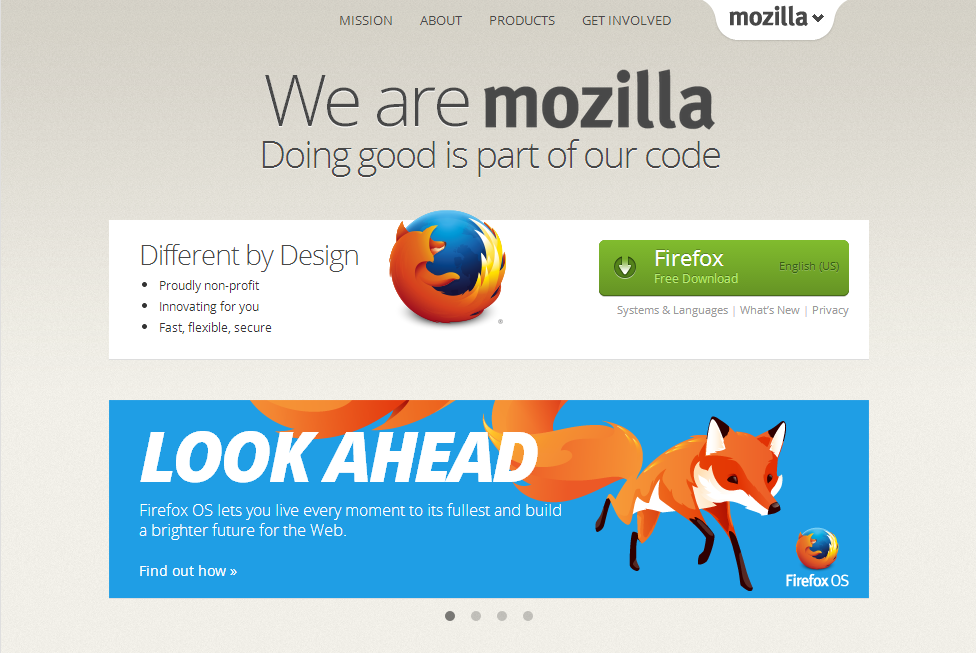 MISSION ABOUT PRODUCTS GET INVOLVED mozilla
We are mozilla
Doing good is part of our code
Different by Design
• Proudly non-profit
• Innovating for you
• Fast, flexible, secure
®
Firefox
Free Download
English (US)
Systems & Languages | What's New | Privacy
LOOK AHEAD
Firefox OS lets you live every moment to its fullest and build
a brighter future for the Web.
Find out how »
Firefox OS